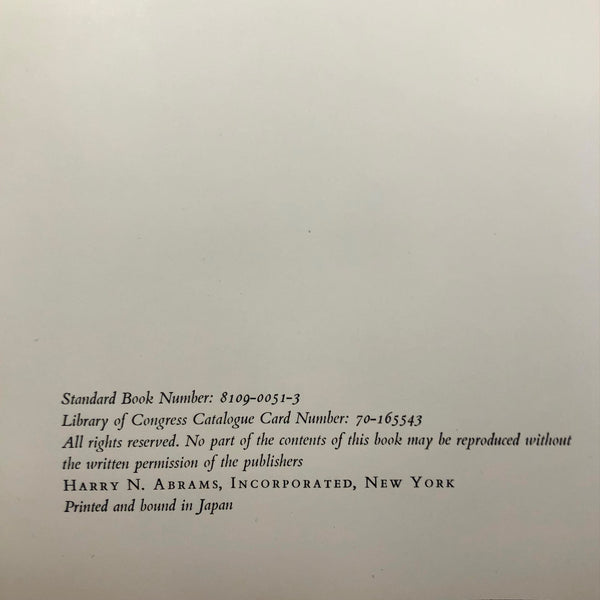 Standard Book Number: 8109-0051-3
Library of Congress Catalogue Card Number: 70-165543
All rights reserved. No part of the contents of this book may be reproduced without
the written permission of the publishers
HARRY N. ABRAMS, INCORPORATED, NEW YORK
Printed and bound in Japan